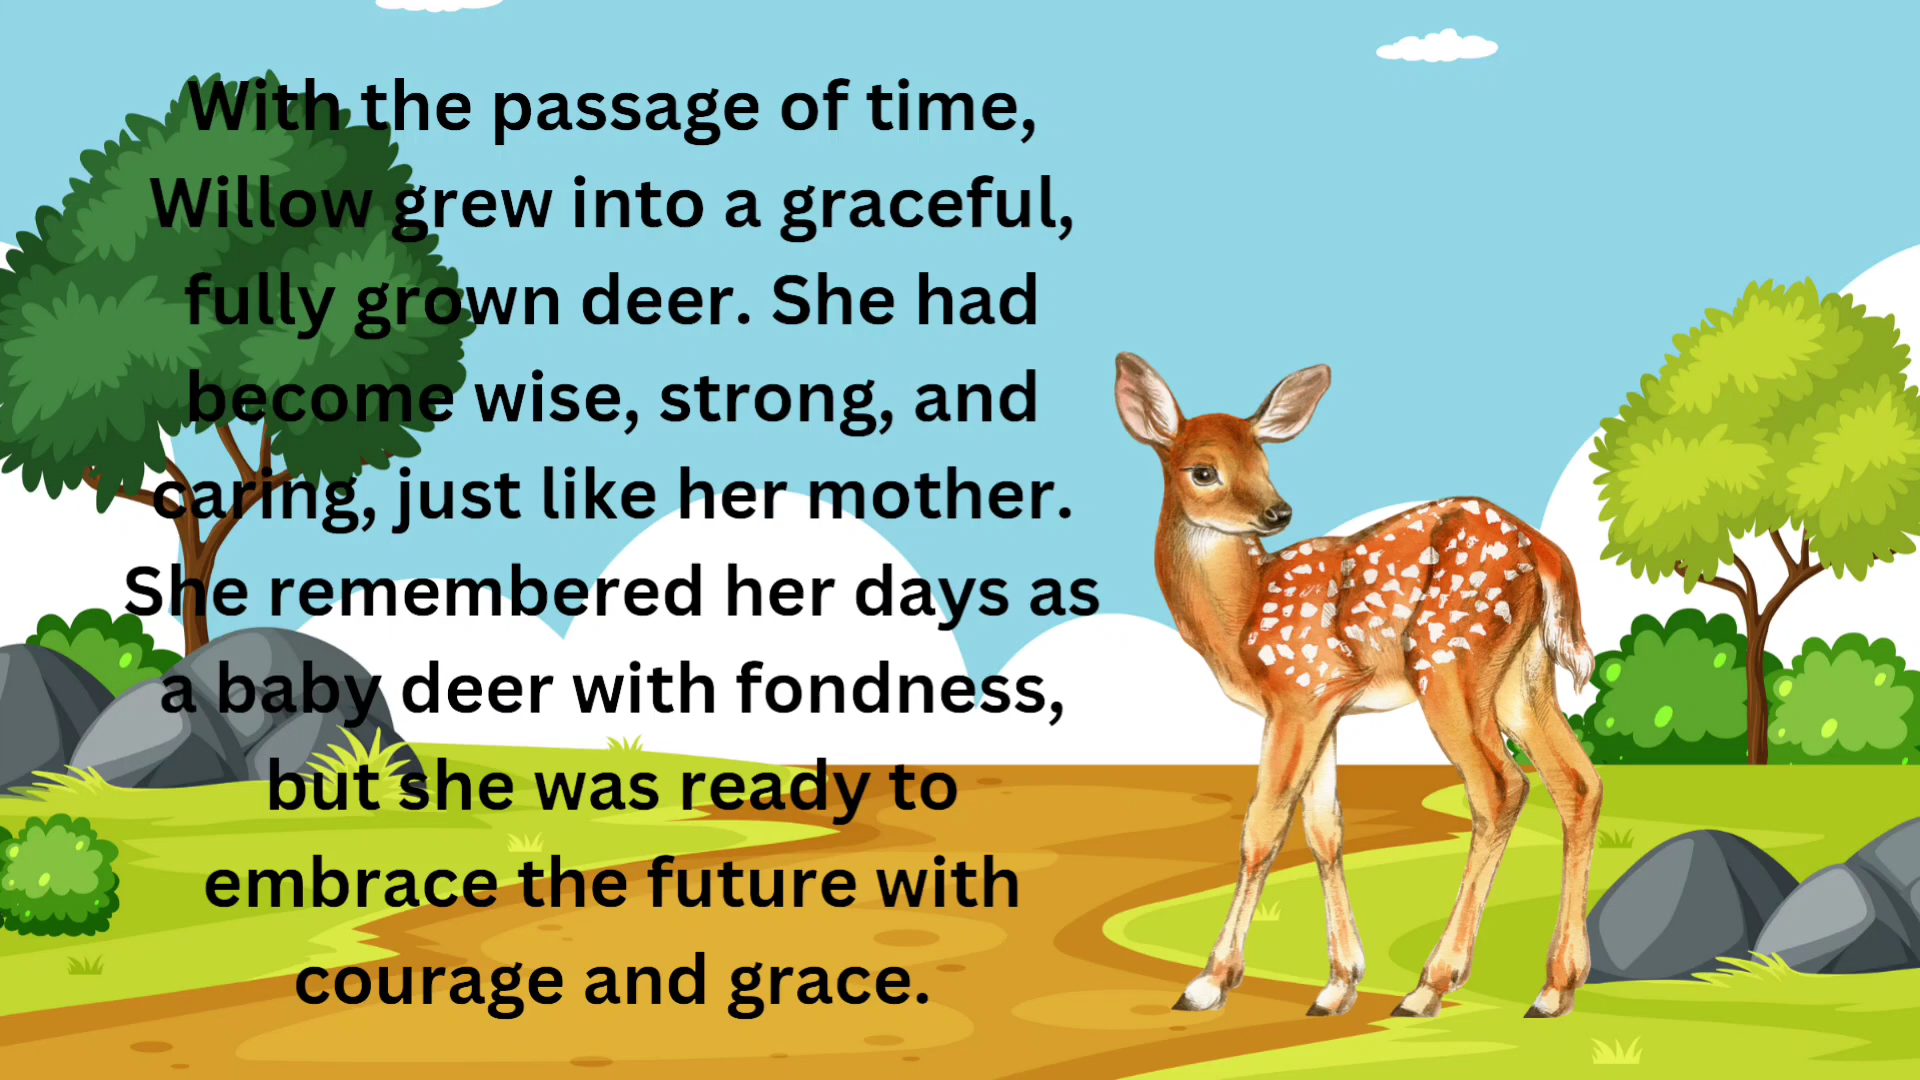 With the passage of time,
Willow grew into a graceful,
fully grown deer. She had
become wise, strong, and
caring, just like her mother.
She remembered her days as
a baby deer with fondness,
but she was ready to
embrace the future with
courage and grace.